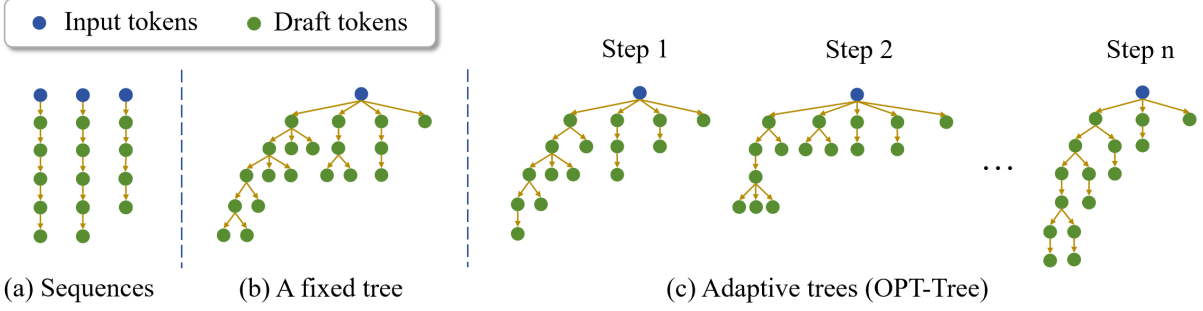 Input tokens Draft tokens
Step 1 Step 2 Step n
...
(a) Sequences (b) A fixed tree (c) Adaptive trees (OPT-Tree)